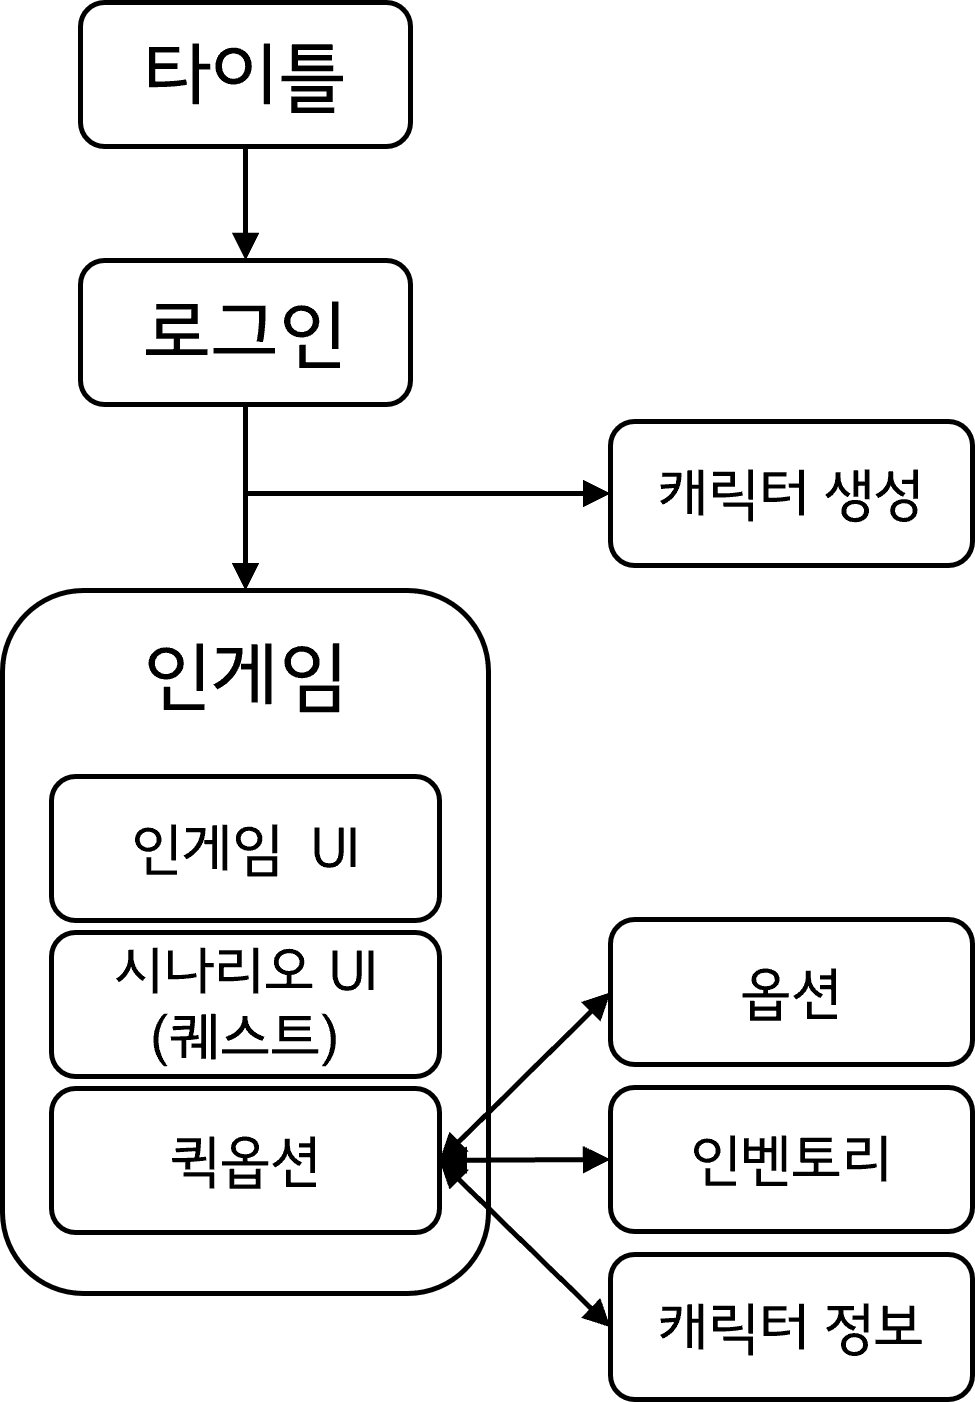 타이틀
로그인
캐릭터 생성
인게임
인게임 UI
시나리오 UI
(퀘스트)
퀵옵션
옵션
인벤토리
캐릭터 정보